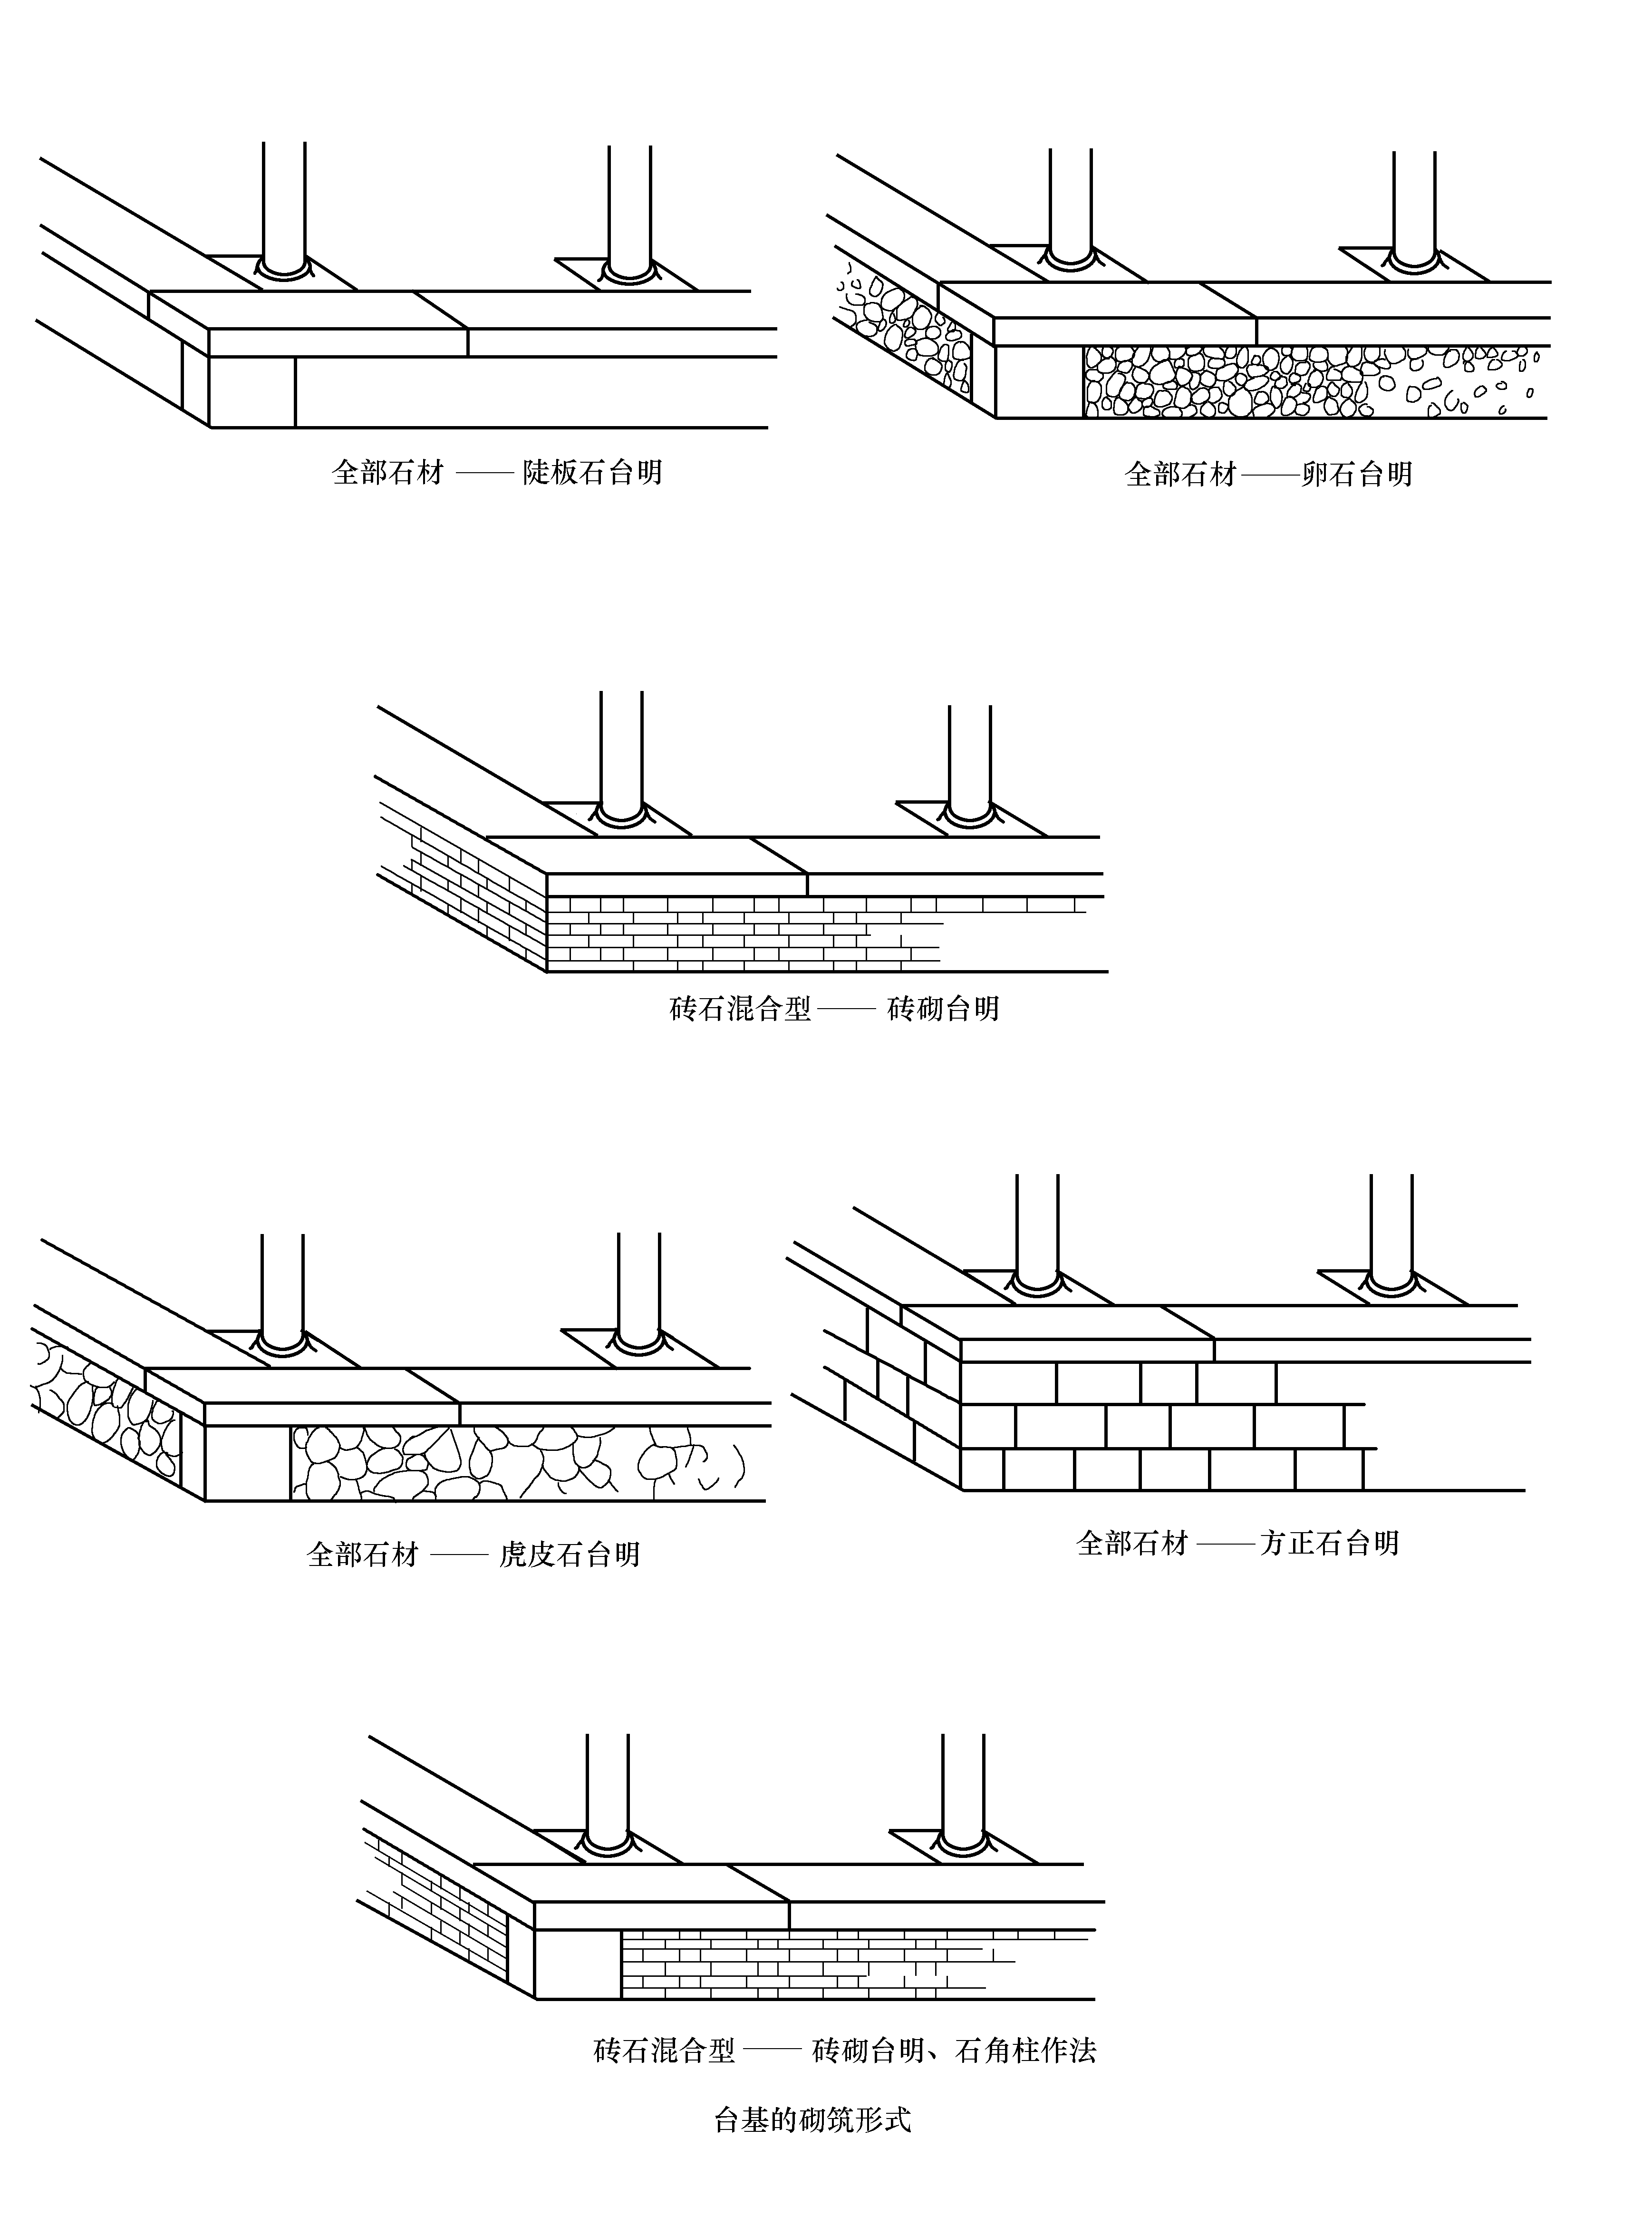 全部石材 —— 陡板石台明
全部石材——卵石台明
砖石混合型—— 砖砌台明
全部石材 —— 虎皮石台明
全部石材 ——方正石台明
砖石混合型 —— 砖砌台明、石角柱作法
台基的砌筑形式